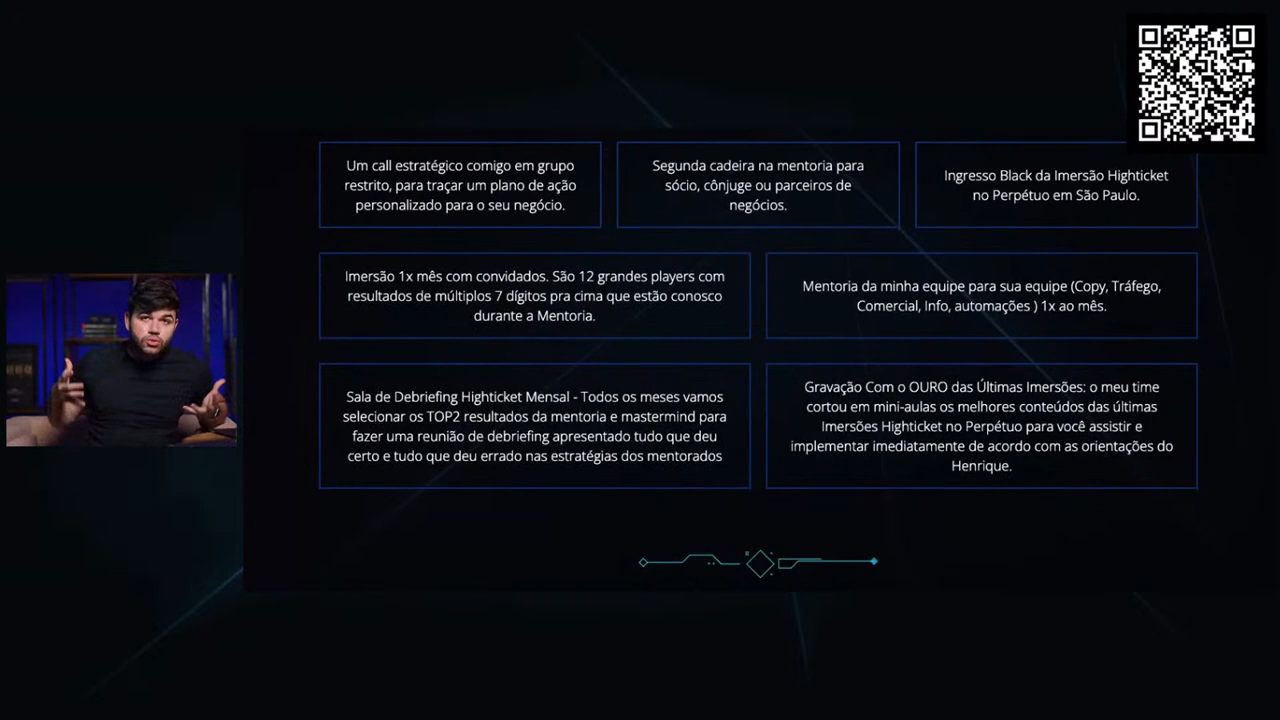 Um call estratégico comigo em grupo
restrito, para traçar um plano de ação
personalizado para o seu negócio.
Segunda cadeira na mentoria para
sócio, cônjuge ou parceiros de
negócios.
Ingresso Black da Imersão Highticket
no Perpétuo em São Paulo.
Imersão 1x mês com convidados. São 12 grandes players com
resultados de múltiplos 7 dígitos pra cima que estão conosco
durante a Mentoria.
Mentoria da minha equipe para sua equipe (Copy, Tráfego,
Comercial, Info, automações ) 1x ao mês.
Sala de Debriefing Highticket Mensal - Todos os meses vamos
selecionar os TOP2 resultados da mentoria e mastermind para
fazer uma reunião de debriefing apresentado tudo que deu
certo e tudo que deu errado nas estratégias dos mentorados
Gravação Com o OURO das Últimas Imersões: o meu time
cortou em mini-aulas os melhores conteúdos das últimas
Imersões Highticket no Perpétuo para você assistir e
implementar imediatamente de acordo com as orientações do
Henrique.